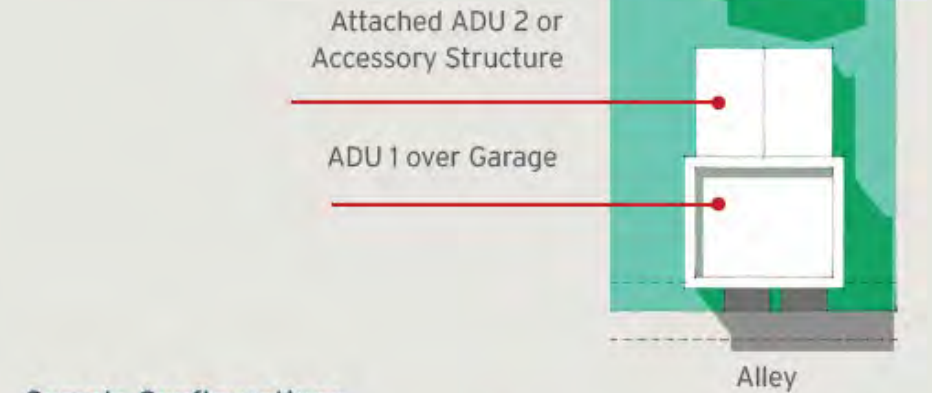 Attached ADU 2 or
Accessory Structure
ADU 1 over Garage
Alley